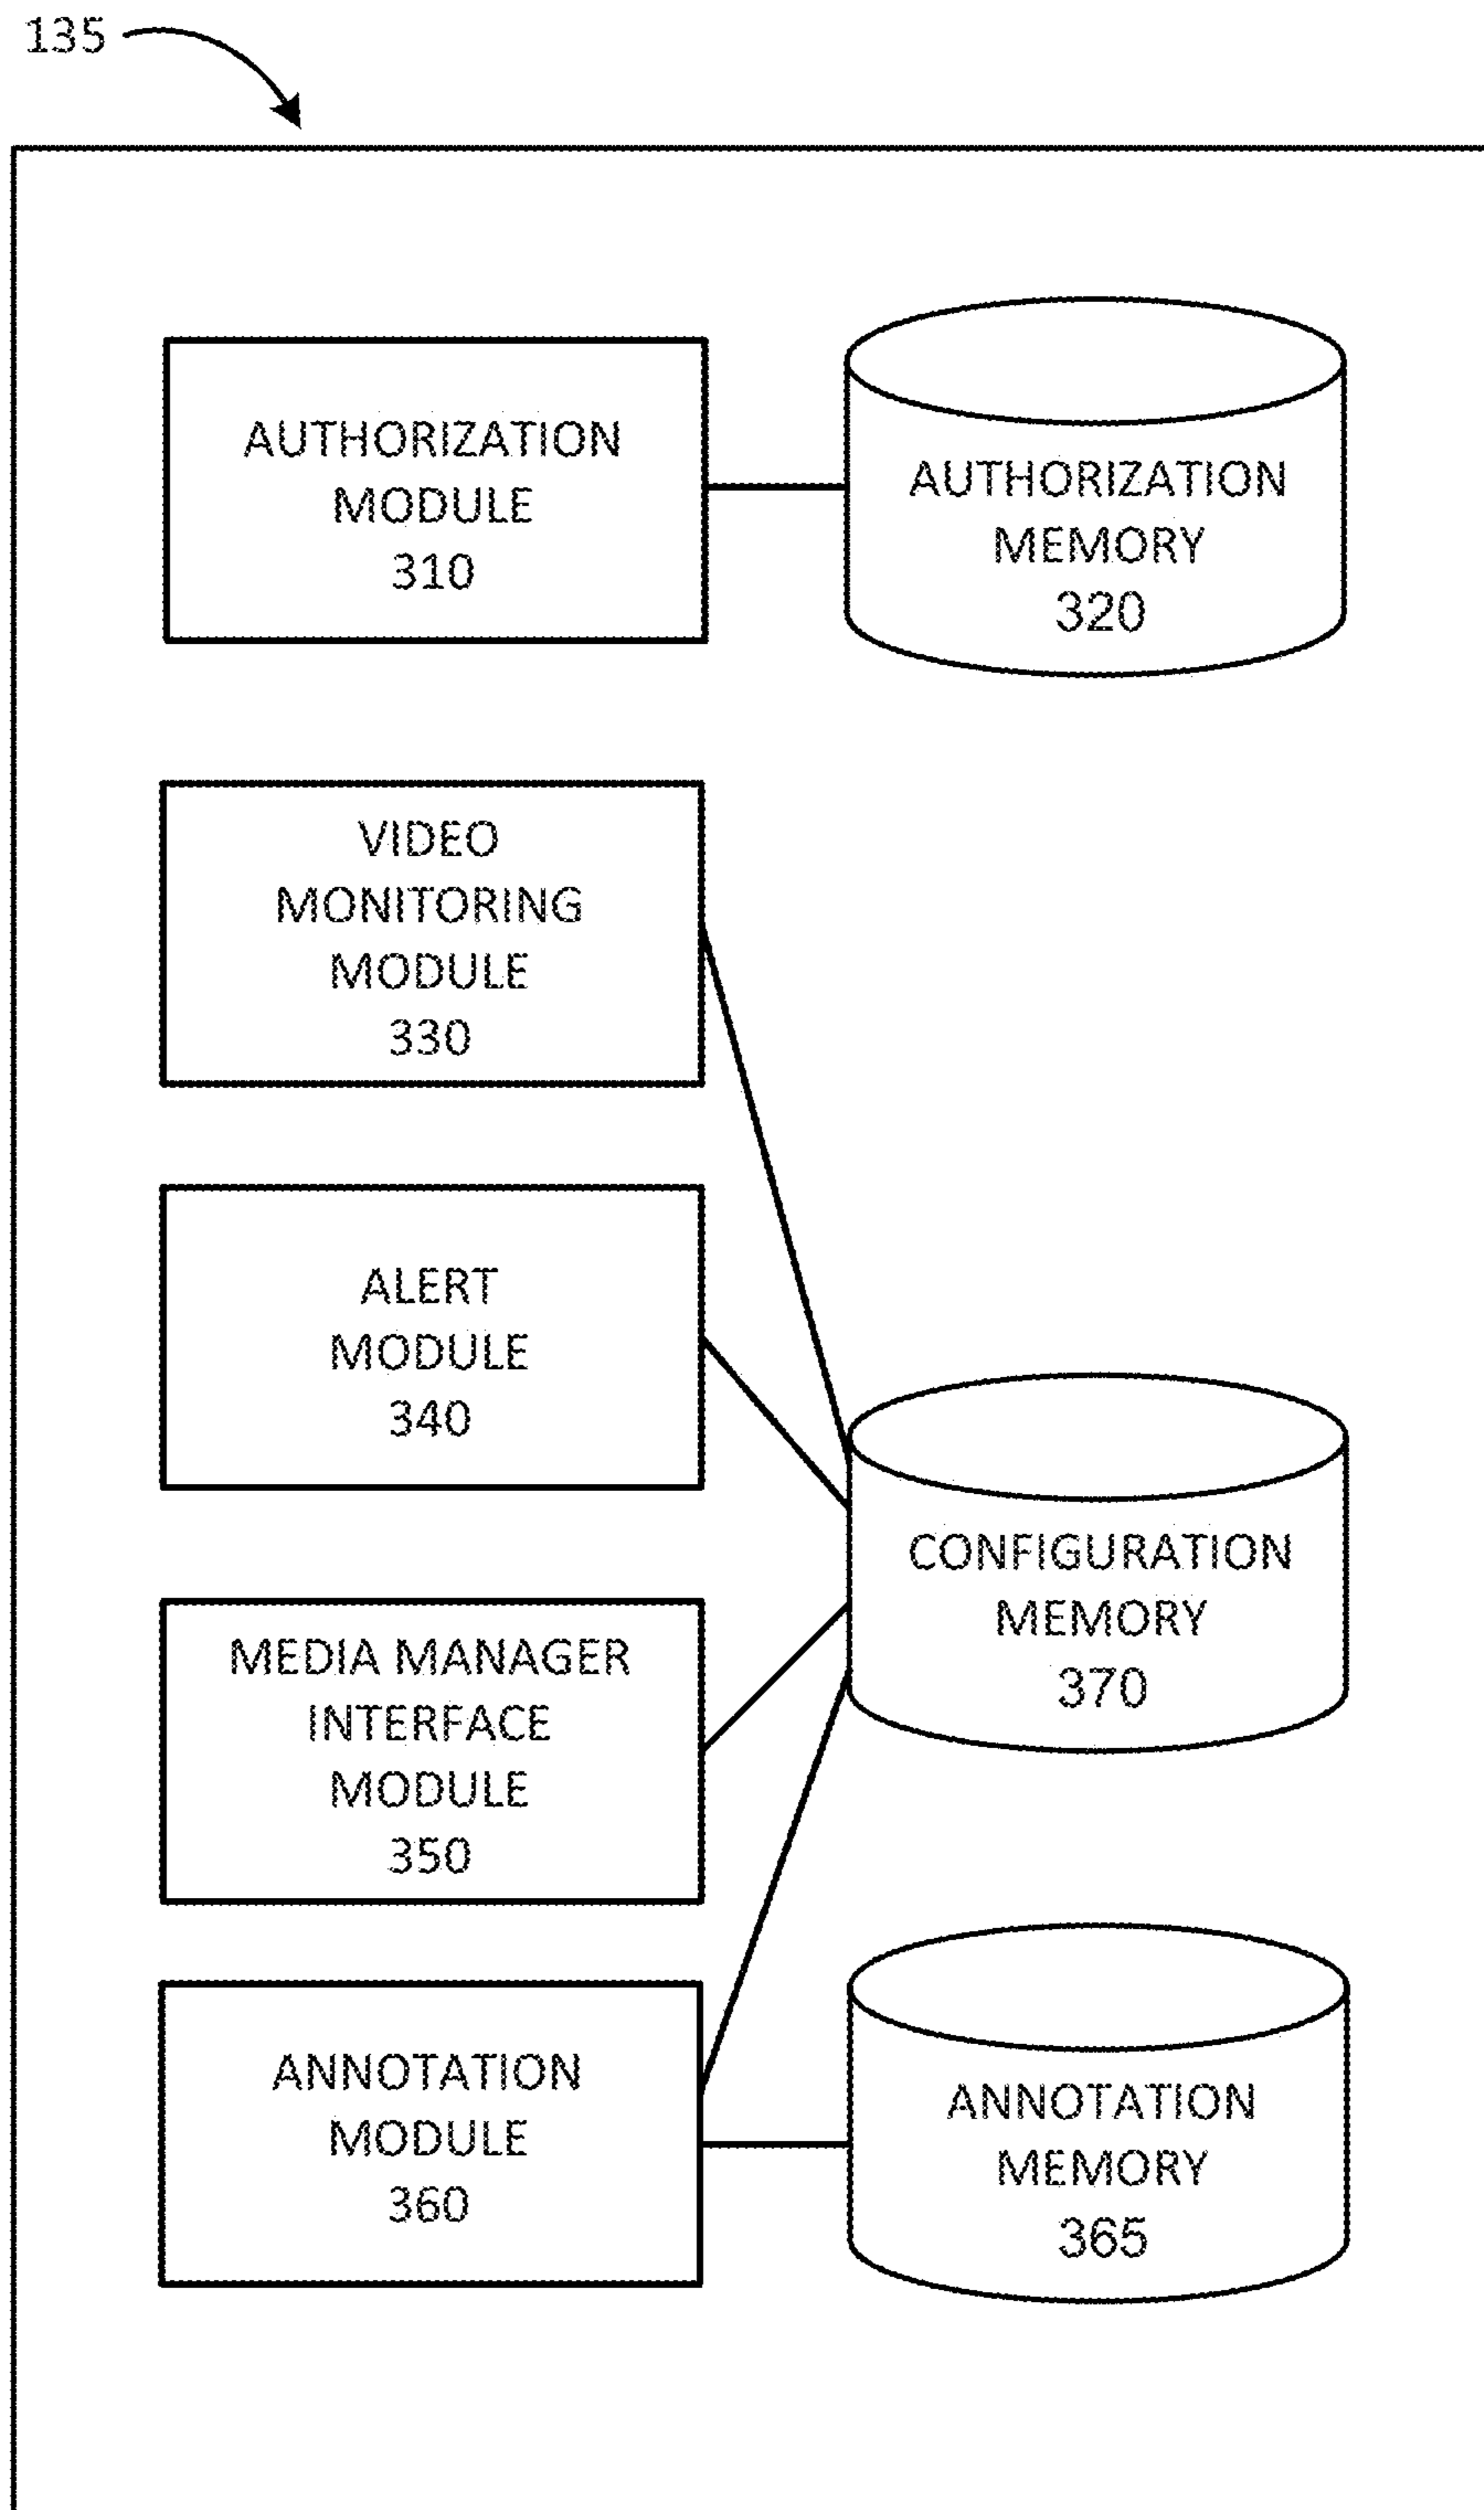 135
AUTHORIZATION
MODULE
310
AUTHORIZATION
MEMORY
320
VIDEO
MONITORING
MODULE
330
ALERT
MODULE
340
CONFIGURATION
MEMORY
370
MEDIA MANAGER
INTERFACE
MODULE
350
ANNOTATION
MODULE
360
ANNOTATION
MEMORY
365